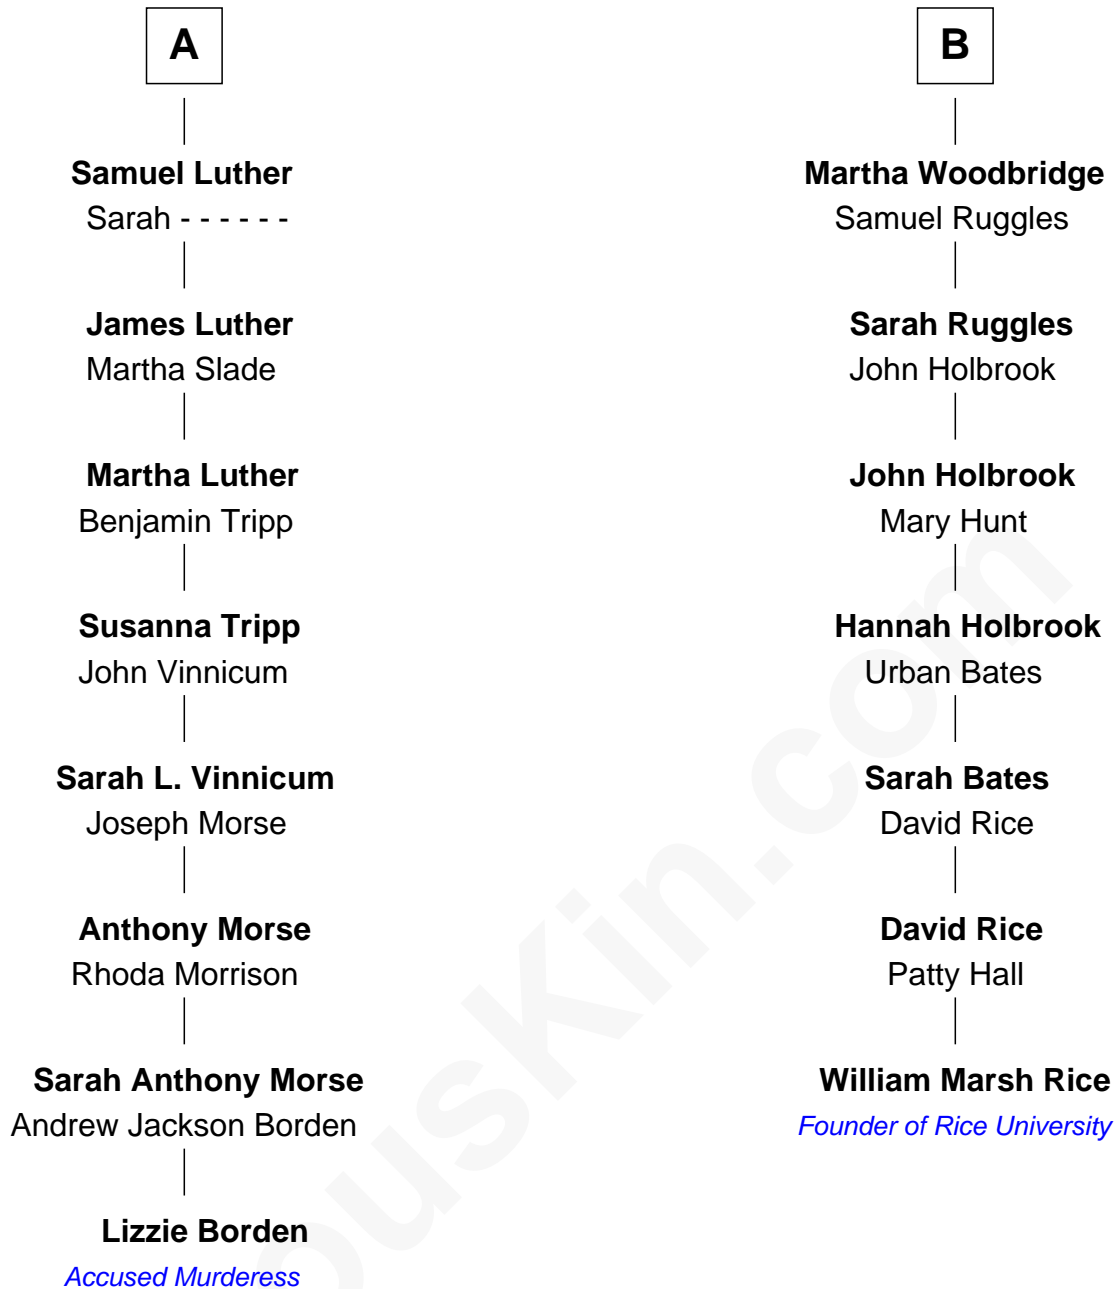 A
Samuel Luther
Sarah - - - - - -
James Luther
Martha Slade
Martha Luther
Benjamin Tripp
Susanna Tripp
John Vinnicum
Sarah L. Vinnicum
Joseph Morse
Anthony Morse
Rhoda Morrison
Sarah Anthony Morse
Andrew Jackson Borden
Lizzie Borden
Accused Murderess
B
Martha Woodbridge
Samuel Ruggles
Sarah Ruggles
John Holbrook
John Holbrook
Mary Hunt
Hannah Holbrook
Urban Bates
Sarah Bates
David Rice
David Rice
Patty Hall
William Marsh Rice
Founder of Rice University
ousKin.com